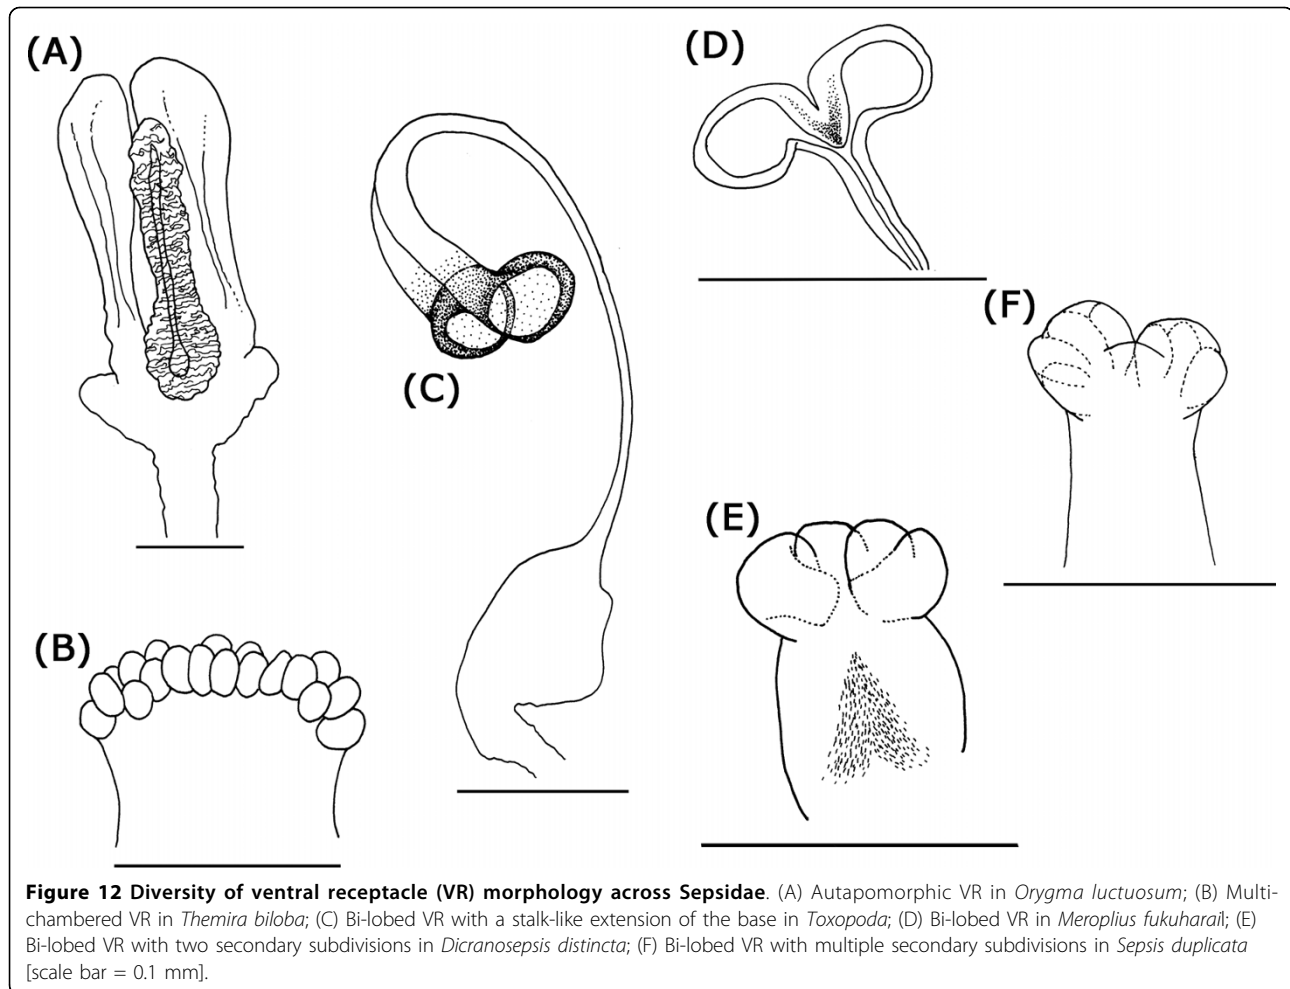 (A)
(D)
(C)
(F)
(E)
(B)
Figure 12 Diversity of ventral receptacle (VR) morphology across Sepsidae. (A) Autapomorphic VR in Orygma luctuosum; (B) Multi-
chambered VR in Themira biloba; (C) Bi-lobed VR with a stalk-like extension of the base in Toxopoda; (D) Bi-lobed VR in Meroplius fukuharaiI; (E)
Bi-lobed VR with two secondary subdivisions in Dicranosepsis distincta; (F) Bi-lobed VR with multiple secondary subdivisions in Sepsis duplicata
[scale bar = 0.1 mm].